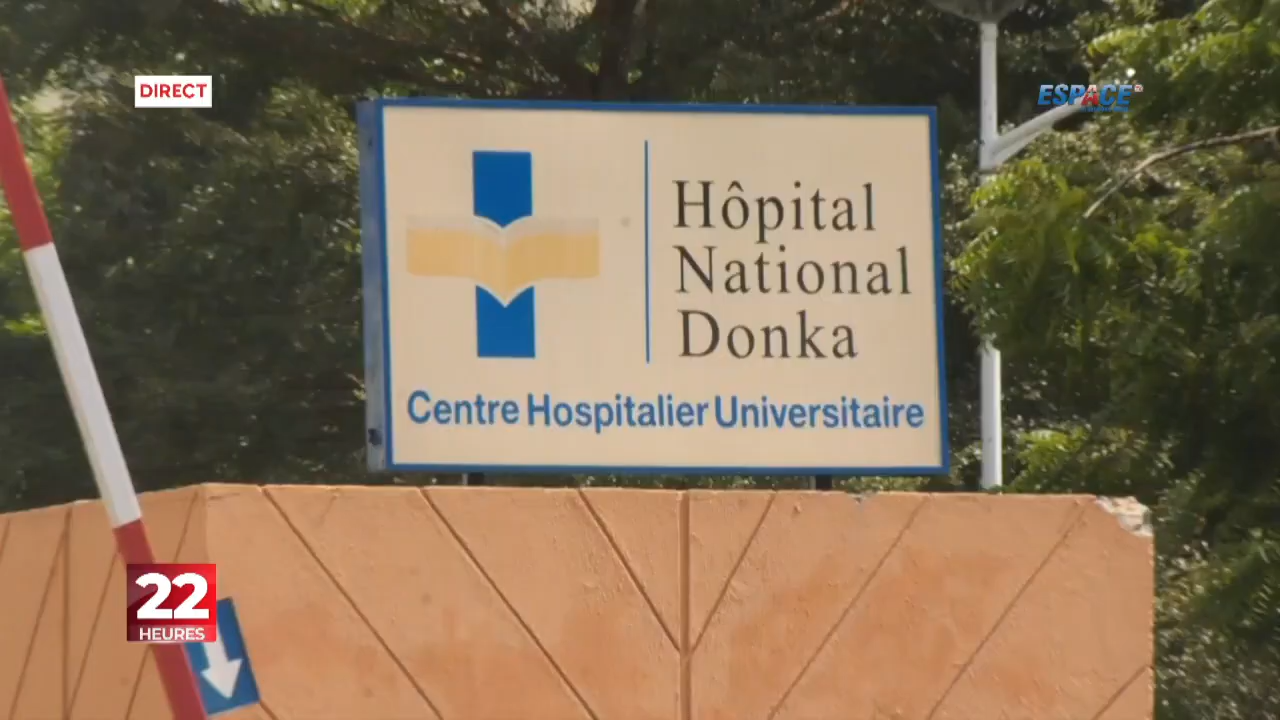 DIRECT
ESPACE
Hôpital
National
Donka
Centre Hospitalier Universitaire
22
HEURES